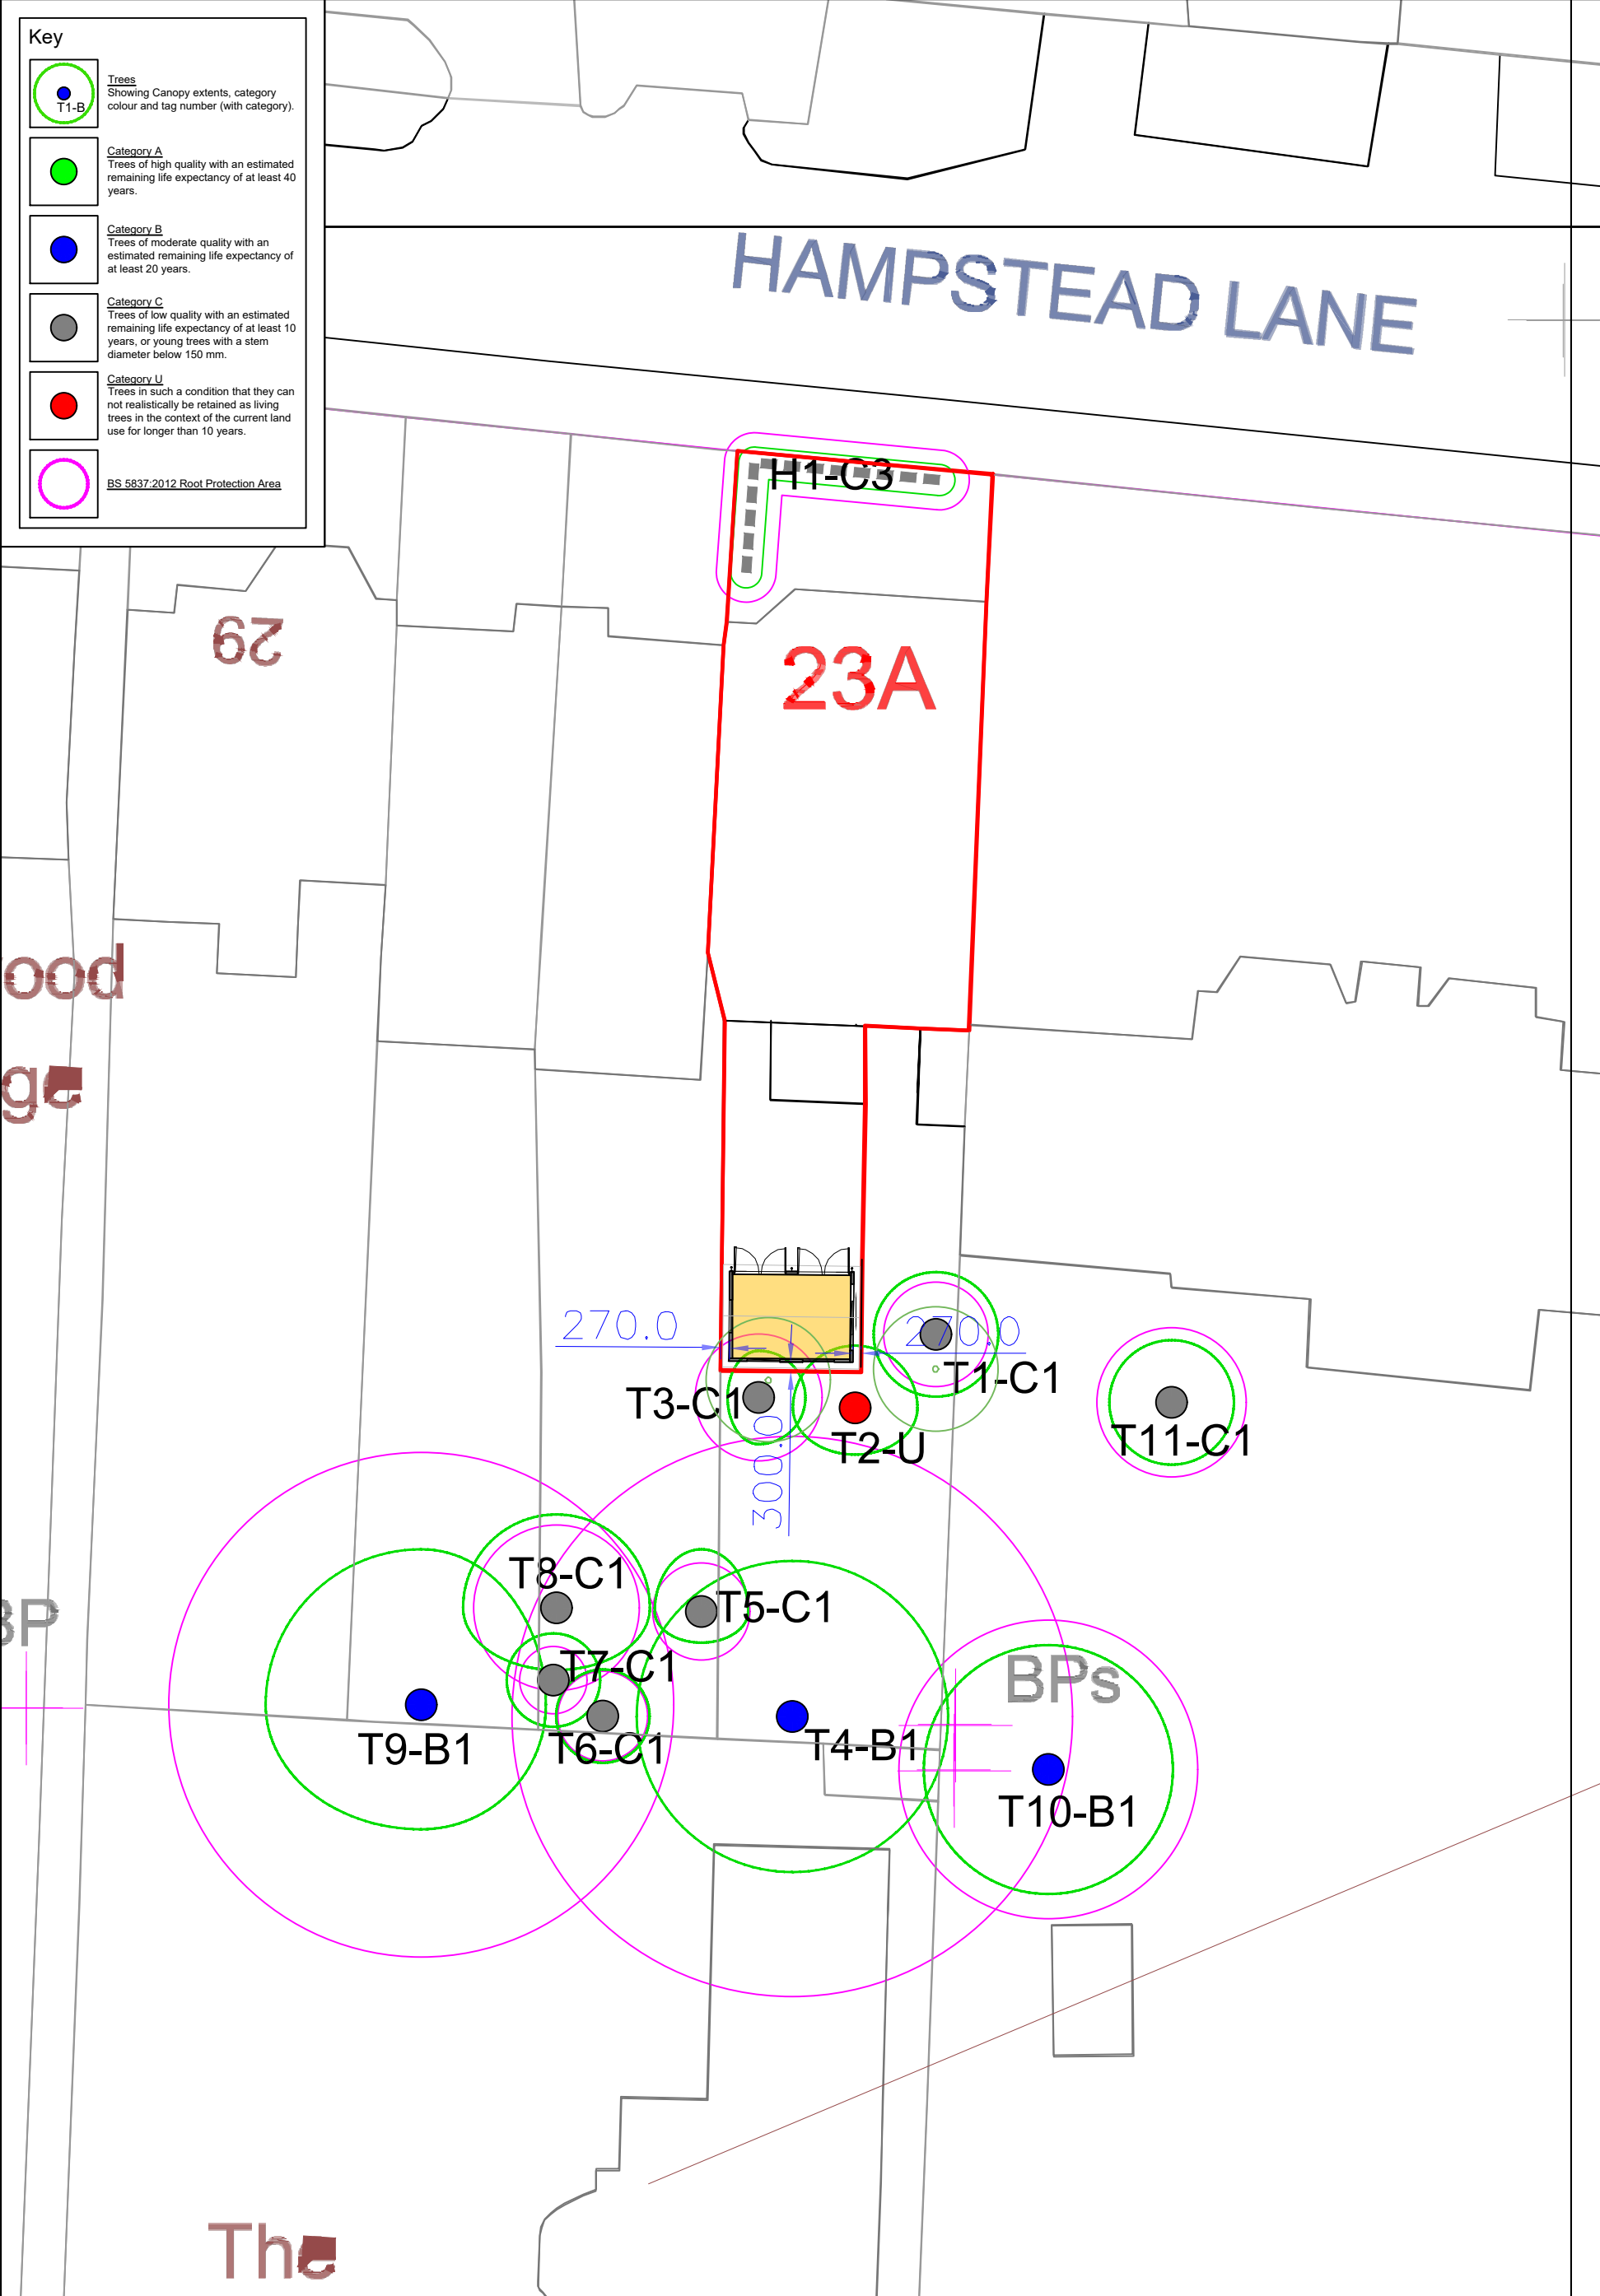 Key
T1-B
Trees
Showing Canopy extents, category
colour and tag number (with category).
Category A
Trees of high quality with an estimated
remaining life expectancy of at least 40
years.
Category B
Trees of moderate quality with an
estimated remaining life expectancy of
at least 20 years.
Category C
Trees of low quality with an estimated
remaining life expectancy of at least 10
years, or young trees with a stem
diameter below 150 mm.
Category U
Trees in such a condition that they can
not realistically be retained as living
trees in the context of the current land
use for longer than 10 years.
BS 5837:2012 Root Protection Area
HAMPSTEAD LANE
H1-C3
29
23A
ood
ge
270.0
270.0
T1-C1
T3-C1
T2-U
T11-C1
300.0
T8-C1
T5-C1
BP
T7-C1
BPs
T9-B1
T6-C1
T4-B1
T10-B1
The